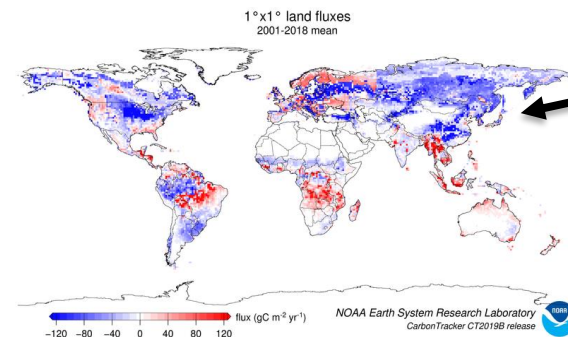 1°x1° land fluxes
2001-2018 mean
−120 −80 −40 0 40 80 120
flux (gC m⁻² yr⁻¹)
NOAA Earth System Research Laboratory
CarbonTracker CT2019B release
NOAA